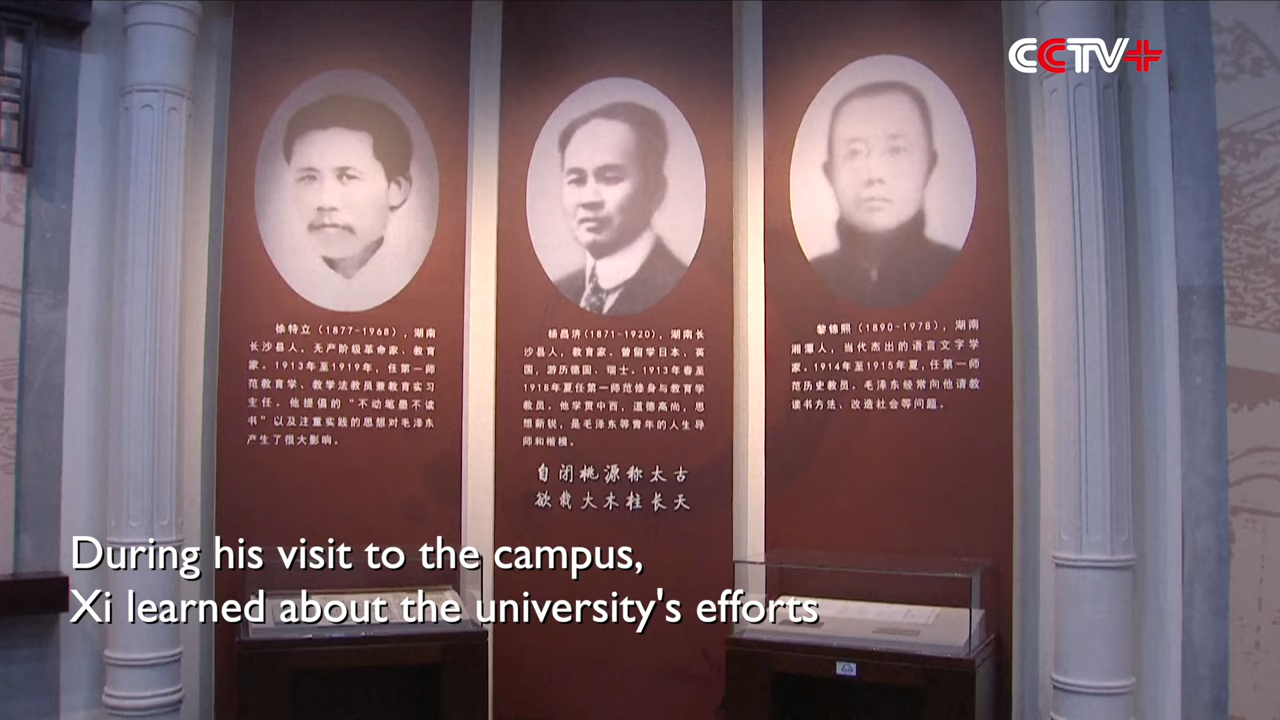 CCTV+
徐特立（1877-1968），湖南
长沙县人，无产阶级革命家、教育
家。1913年至1919年，任第一师
范教育学、教学法教员兼教育实习
主任。他提倡的“不动笔墨不读
书”以及注重实践的思想对毛泽东
产生了很大影响。
杨昌济(1871-1920)，湖南长
沙县人，教育家。曾留学日本、英
国，游历德国、瑞士。1913年春至
1918年夏任第一师范修身与教育学
教员。他学贯中西，道德高尚，思
想新锐，是毛泽东等青年的人生导
师和楷模。
自闭桃源称太古
欲栽大木柱长天
黎锦熙（1890-1978），湖南
湘潭人，当代杰出的语言文字学
家。1914年至1915年夏，任第一师
范历史教员。毛泽东经常向他请教
读书方法、改造社会等问题。
During his visit to the campus,
Xi learned about the university's efforts